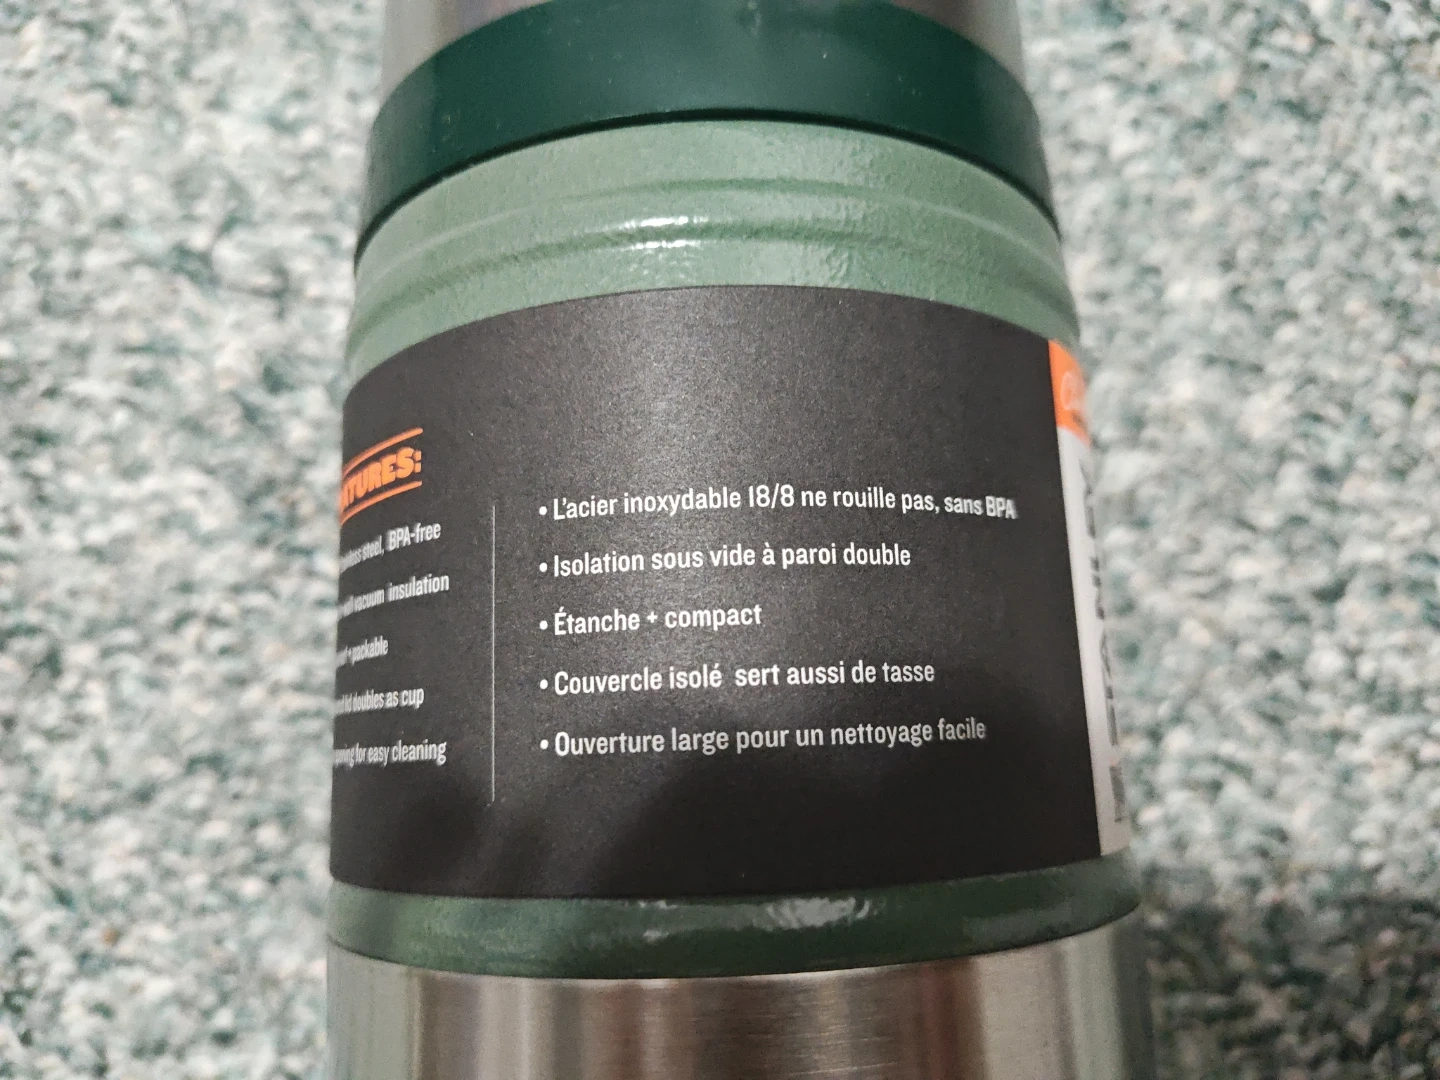 steel, BPA-free
vacuum insulation
packable
lid doubles as cup
for easy cleaning
• L'acier inoxydable 18/8 ne rouille pas, sans BPA
• Isolation sous vide à paroi double
• Étanche + compact
• Couvercle isolé sert aussi de tasse
• Ouverture large pour un nettoyage facile